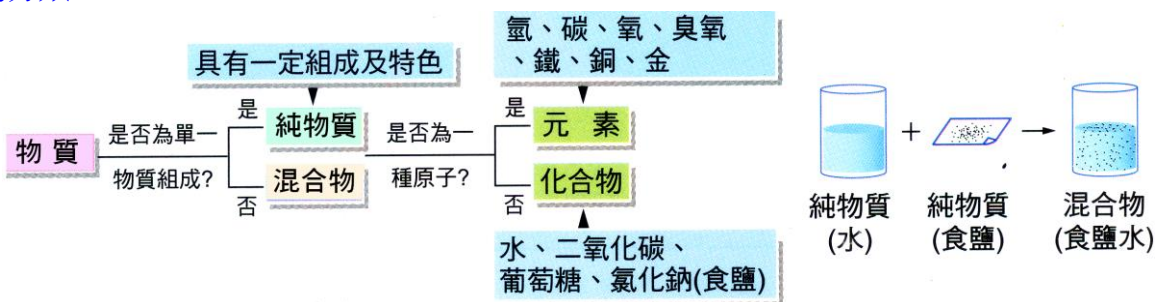 具有一定組成及特色
氫、碳、氧、臭氧
、鐵、銅、金
物質
是否為單一
物質組成?
是
純物質
否
混合物
是否為一
種原子?
是
元 素
否
化合物
水、二氧化碳、
葡萄糖、氯化鈉(食鹽)
+
純物質
(水)
純物質
(食鹽)
混合物
(食鹽水)